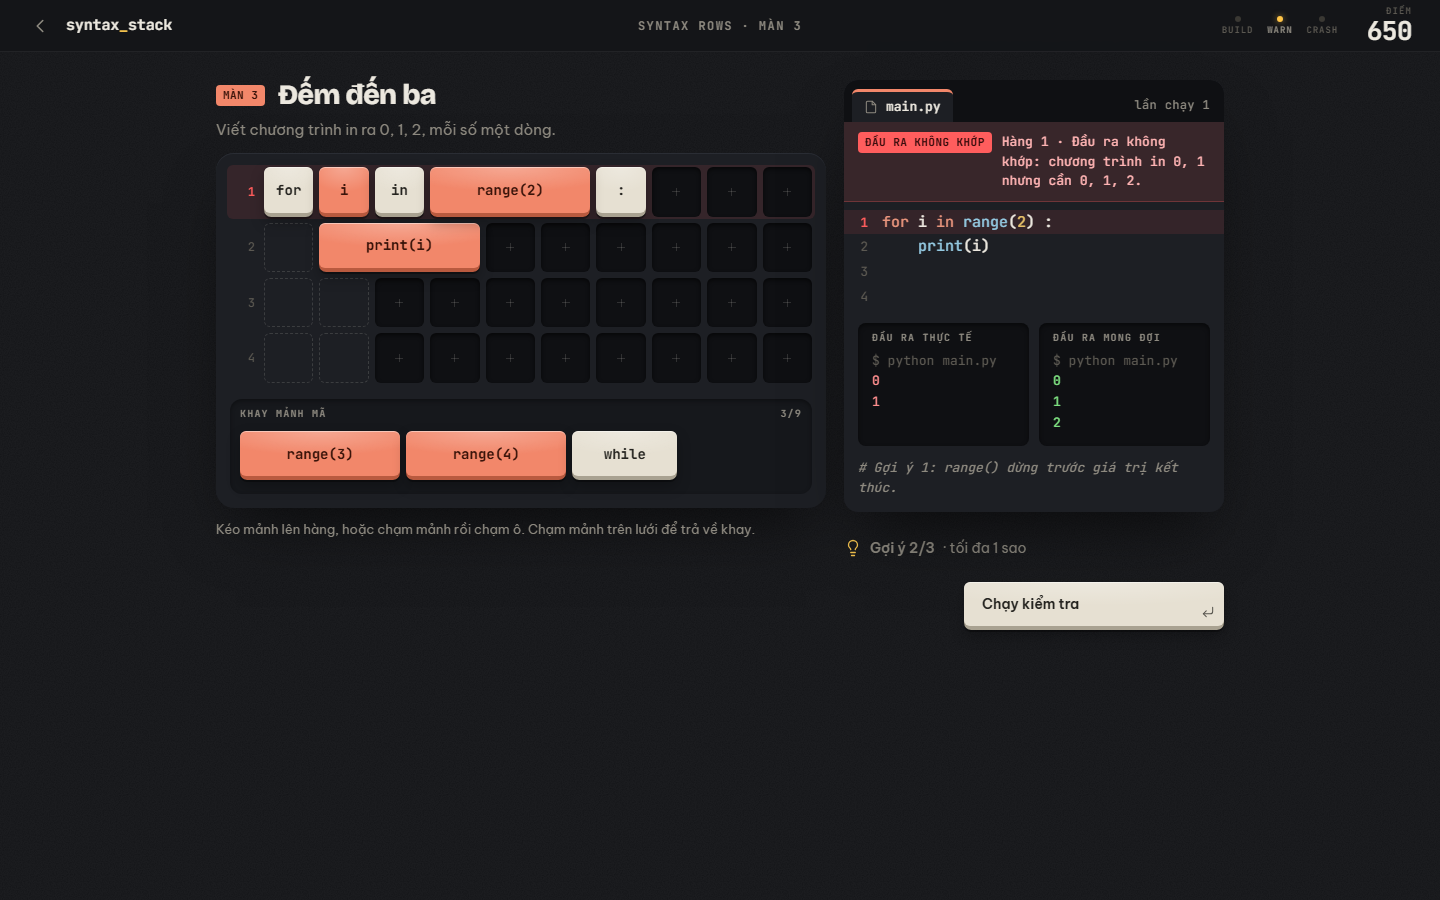 syntax_stack
SYNTAX ROWS · MÀN 3
BUILD
WARN
CRASH
ĐIỂM
650
MÀN 3
Đếm đến ba
Viết chương trình in ra 0, 1, 2, mỗi số một dòng.
1
for
i
in
range(2)
:
+
+
+
2
print(i)
+
+
+
+
+
+
3
+
+
+
+
+
+
+
+
4
+
+
+
+
+
+
+
+
KHAY MẢNH MÃ
3/9
range(3)
range(4)
while
Kéo mảnh lên hàng, hoặc chạm mảnh rồi chạm ô. Chạm mảnh trên lưới để trả về khay.
main.py
lần chạy 1
ĐẦU RA KHÔNG KHỚP
Hàng 1 · Đầu ra không
khớp: chương trình in 0, 1
nhưng cần 0, 1, 2.
1 for i in range(2) :
2 print(i)
3
4
ĐẦU RA THỰC TẾ
$ python main.py
0
1
ĐẦU RA MONG ĐỢI
$ python main.py
0
1
2
# Gợi ý 1: range() dừng trước giá trị kết
thúc.
Gợi ý 2/3 · tối đa 1 sao
Chạy kiểm tra